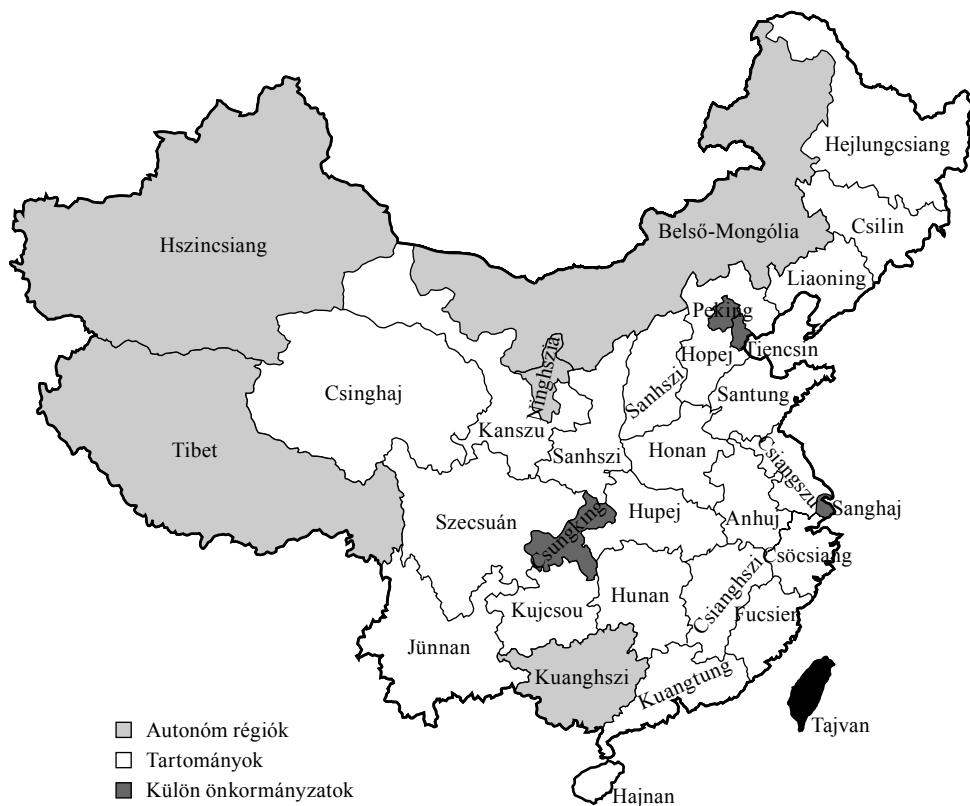 Hejlungcsiang
Csilin
Belső-Mongólia
Hszincsiang
Liaoning
Peking
Tiencsin
Hopej
Ninghszia
Sanhszi
Csinghaj
Santung
Kanszu
Tibet
Sanhszi
Honan
Csiangszu
Szecsuán
Csungking
Hupej
Anhuj
Sanghaj
Csöcsiang
Csianghszi
Hunan
Kujcsou
Fucsien
Jünnan
Kuanghszi
Kuangtung
Tajvan
Hajnan
Autonóm régiók
Tartományok
Külön önkormányzatok